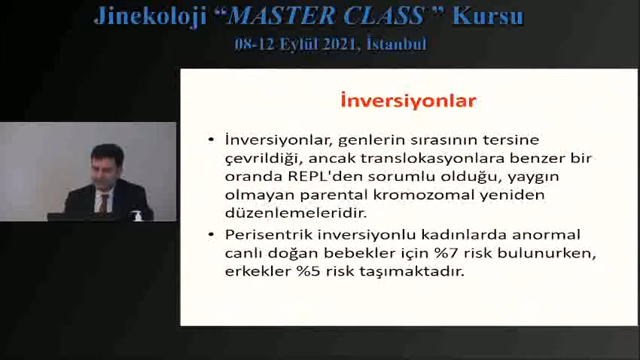 Jinekoloji “MASTER CLASS ” Kursu
08-12 Eylül 2021, İstanbul
İnversiyonlar
• İnversiyonlar, genlerin sırasının tersine
çevrildiği, ancak translokasyonlara benzer bir
oranda REPL'den sorumlu olduğu, yaygın
olmayan parental kromozomal yeniden
düzenlemeleridir.
• Perisentrik inversiyonlu kadınlarda anormal
canlı doğan bebekler için %7 risk bulunurken,
erkekler %5 risk taşımaktadır.